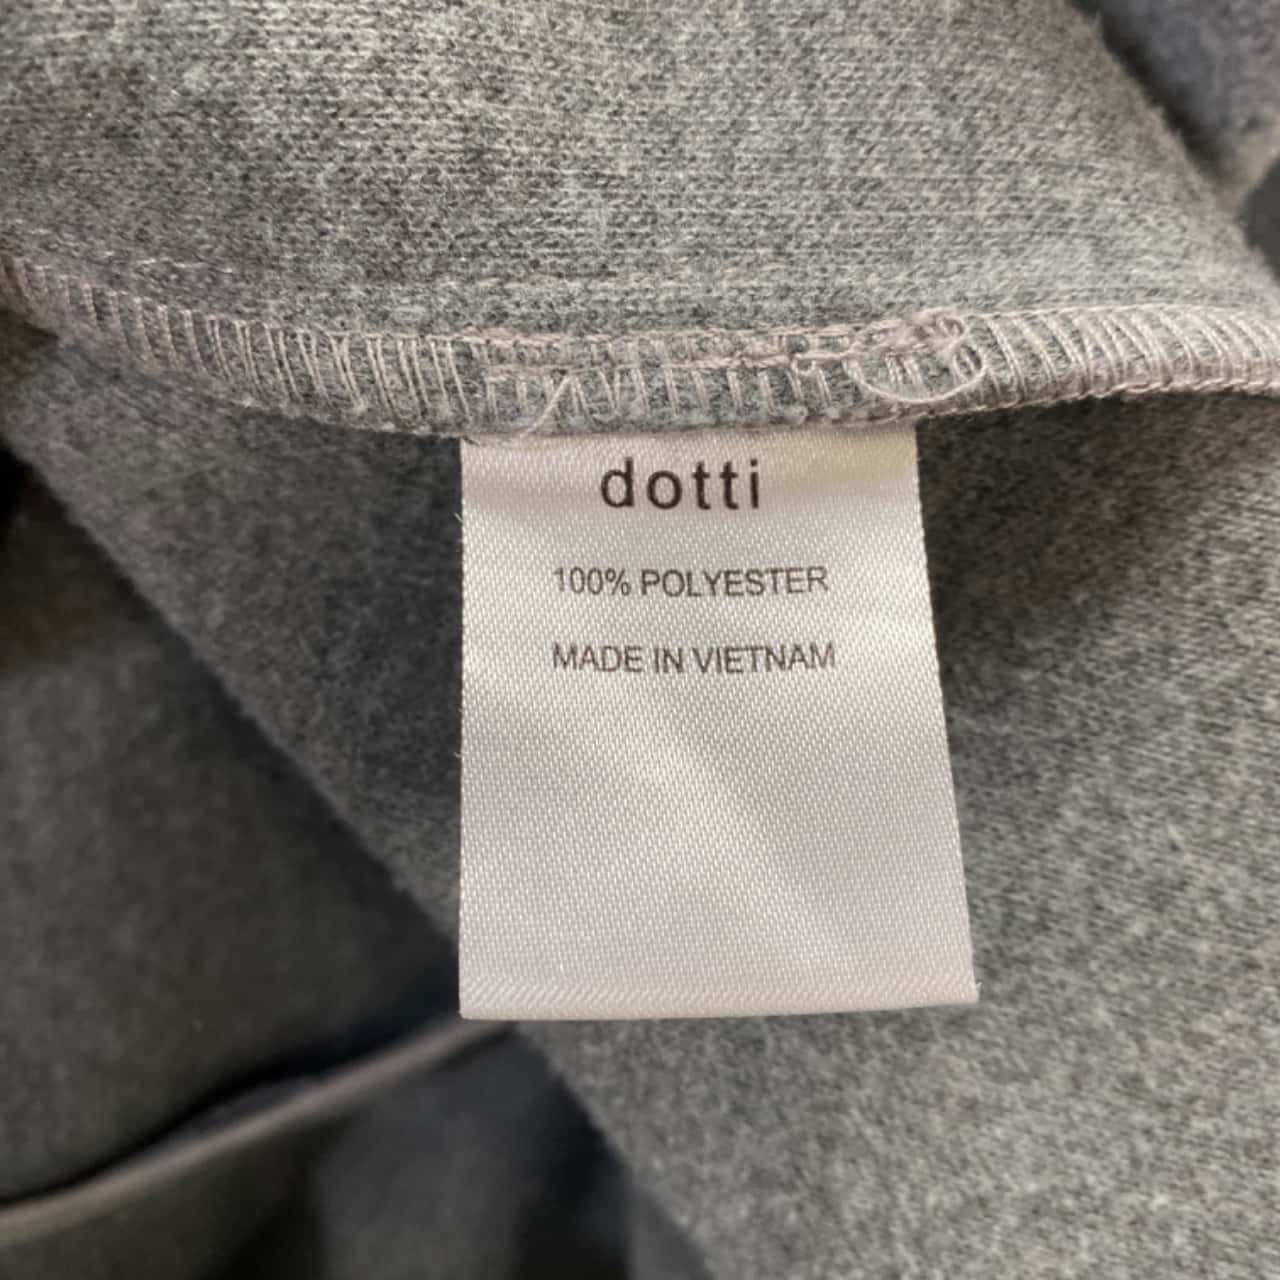 dotti
100% POLYESTER
MADE IN VIETNAM